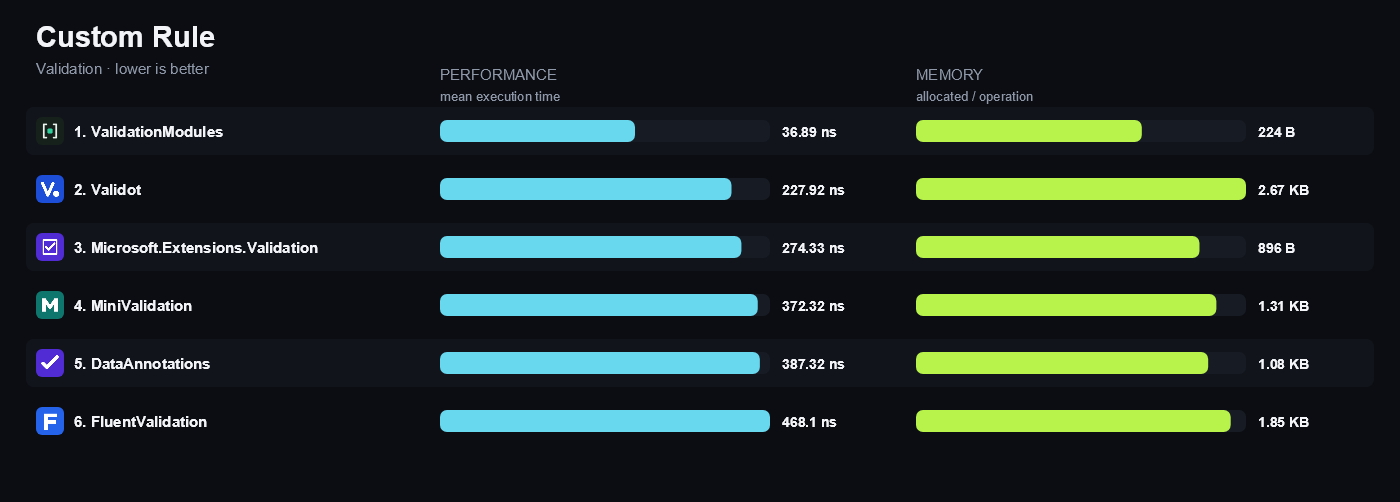 Custom Rule
Validation · lower is better
PERFORMANCE
mean execution time
MEMORY
allocated / operation
1. ValidationModules 36.89 ns 224 B
V. 2. Validot 227.92 ns 2.67 KB
3. Microsoft.Extensions.Validation 274.33 ns 896 B
M 4. MiniValidation 372.32 ns 1.31 KB
5. DataAnnotations 387.32 ns 1.08 KB
F 6. FluentValidation 468.1 ns 1.85 KB